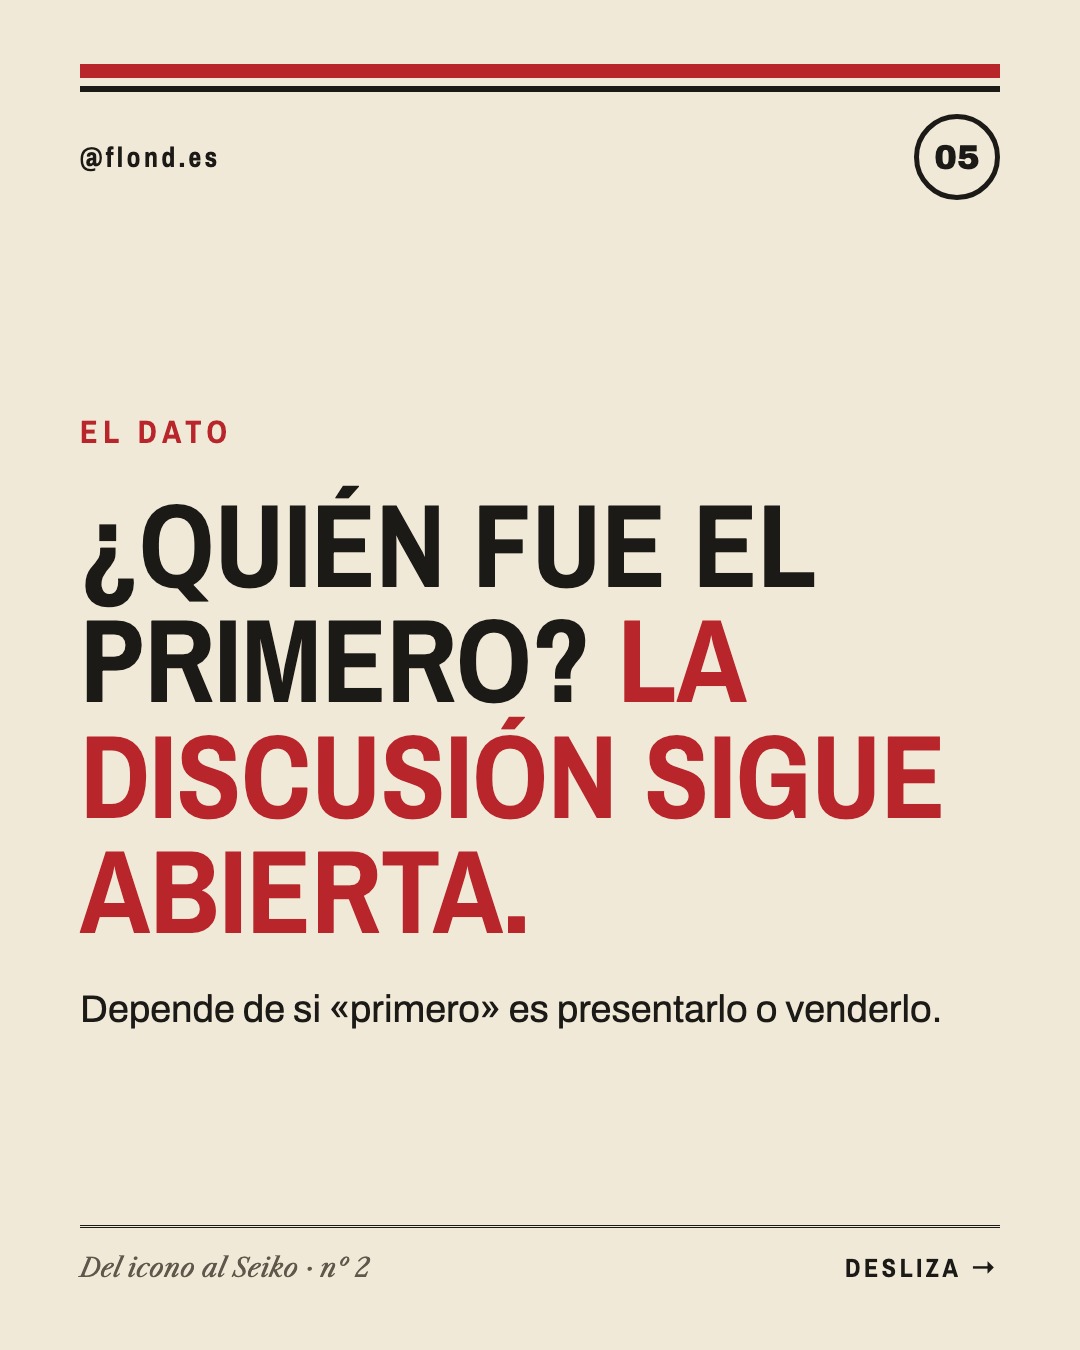 @flond.es
05
EL DATO
¿QUIÉN FUE EL
PRIMERO? LA
DISCUSIÓN SIGUE
ABIERTA.
Depende de si «primero» es presentarlo o venderlo.
Del icono al Seiko · nº 2
DESLIZA →